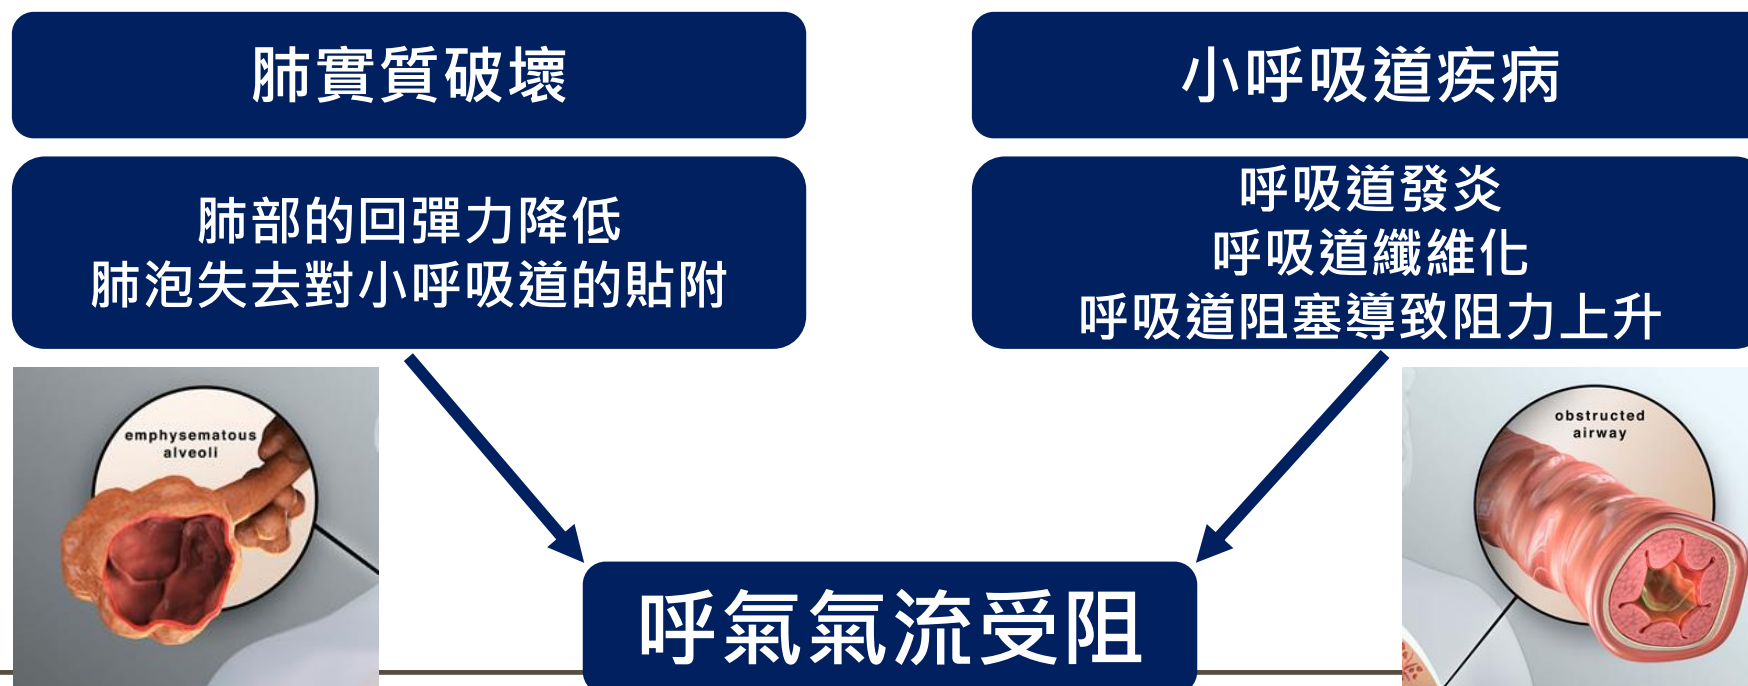 肺實質破壞
肺部的回彈力降低
肺泡失去對小呼吸道的貼附
小呼吸道疾病
呼吸道發炎
呼吸道纖維化
呼吸道阻塞導致阻力上升
emphysematous
alveoli
obstructed
airway
呼氣氣流受阻